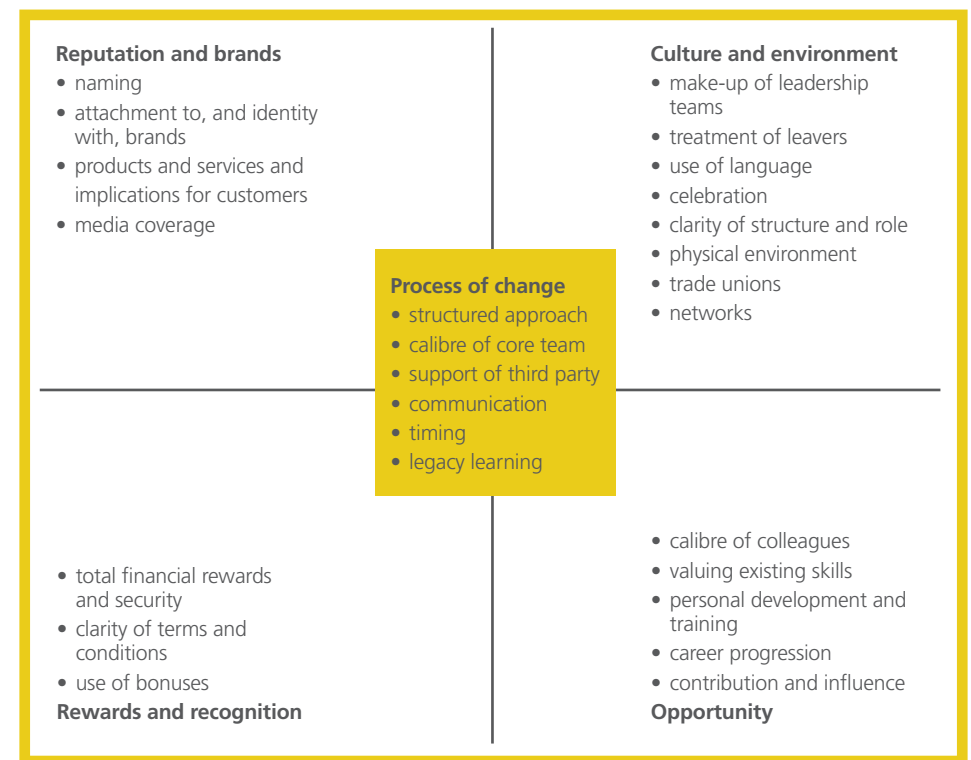 Reputation and brands
• naming
• attachment to, and identity
with, brands
• products and services and
implications for customers
• media coverage
Culture and environment
• make-up of leadership
teams
• treatment of leavers
• use of language
• celebration
• clarity of structure and role
• physical environment
• trade unions
• networks
Process of change
• structured approach
• calibre of core team
• support of third party
• communication
• timing
• legacy learning
• total financial rewards
and security
• clarity of terms and
conditions
• use of bonuses
Rewards and recognition
• calibre of colleagues
• valuing existing skills
• personal development and
training
• career progression
• contribution and influence
Opportunity